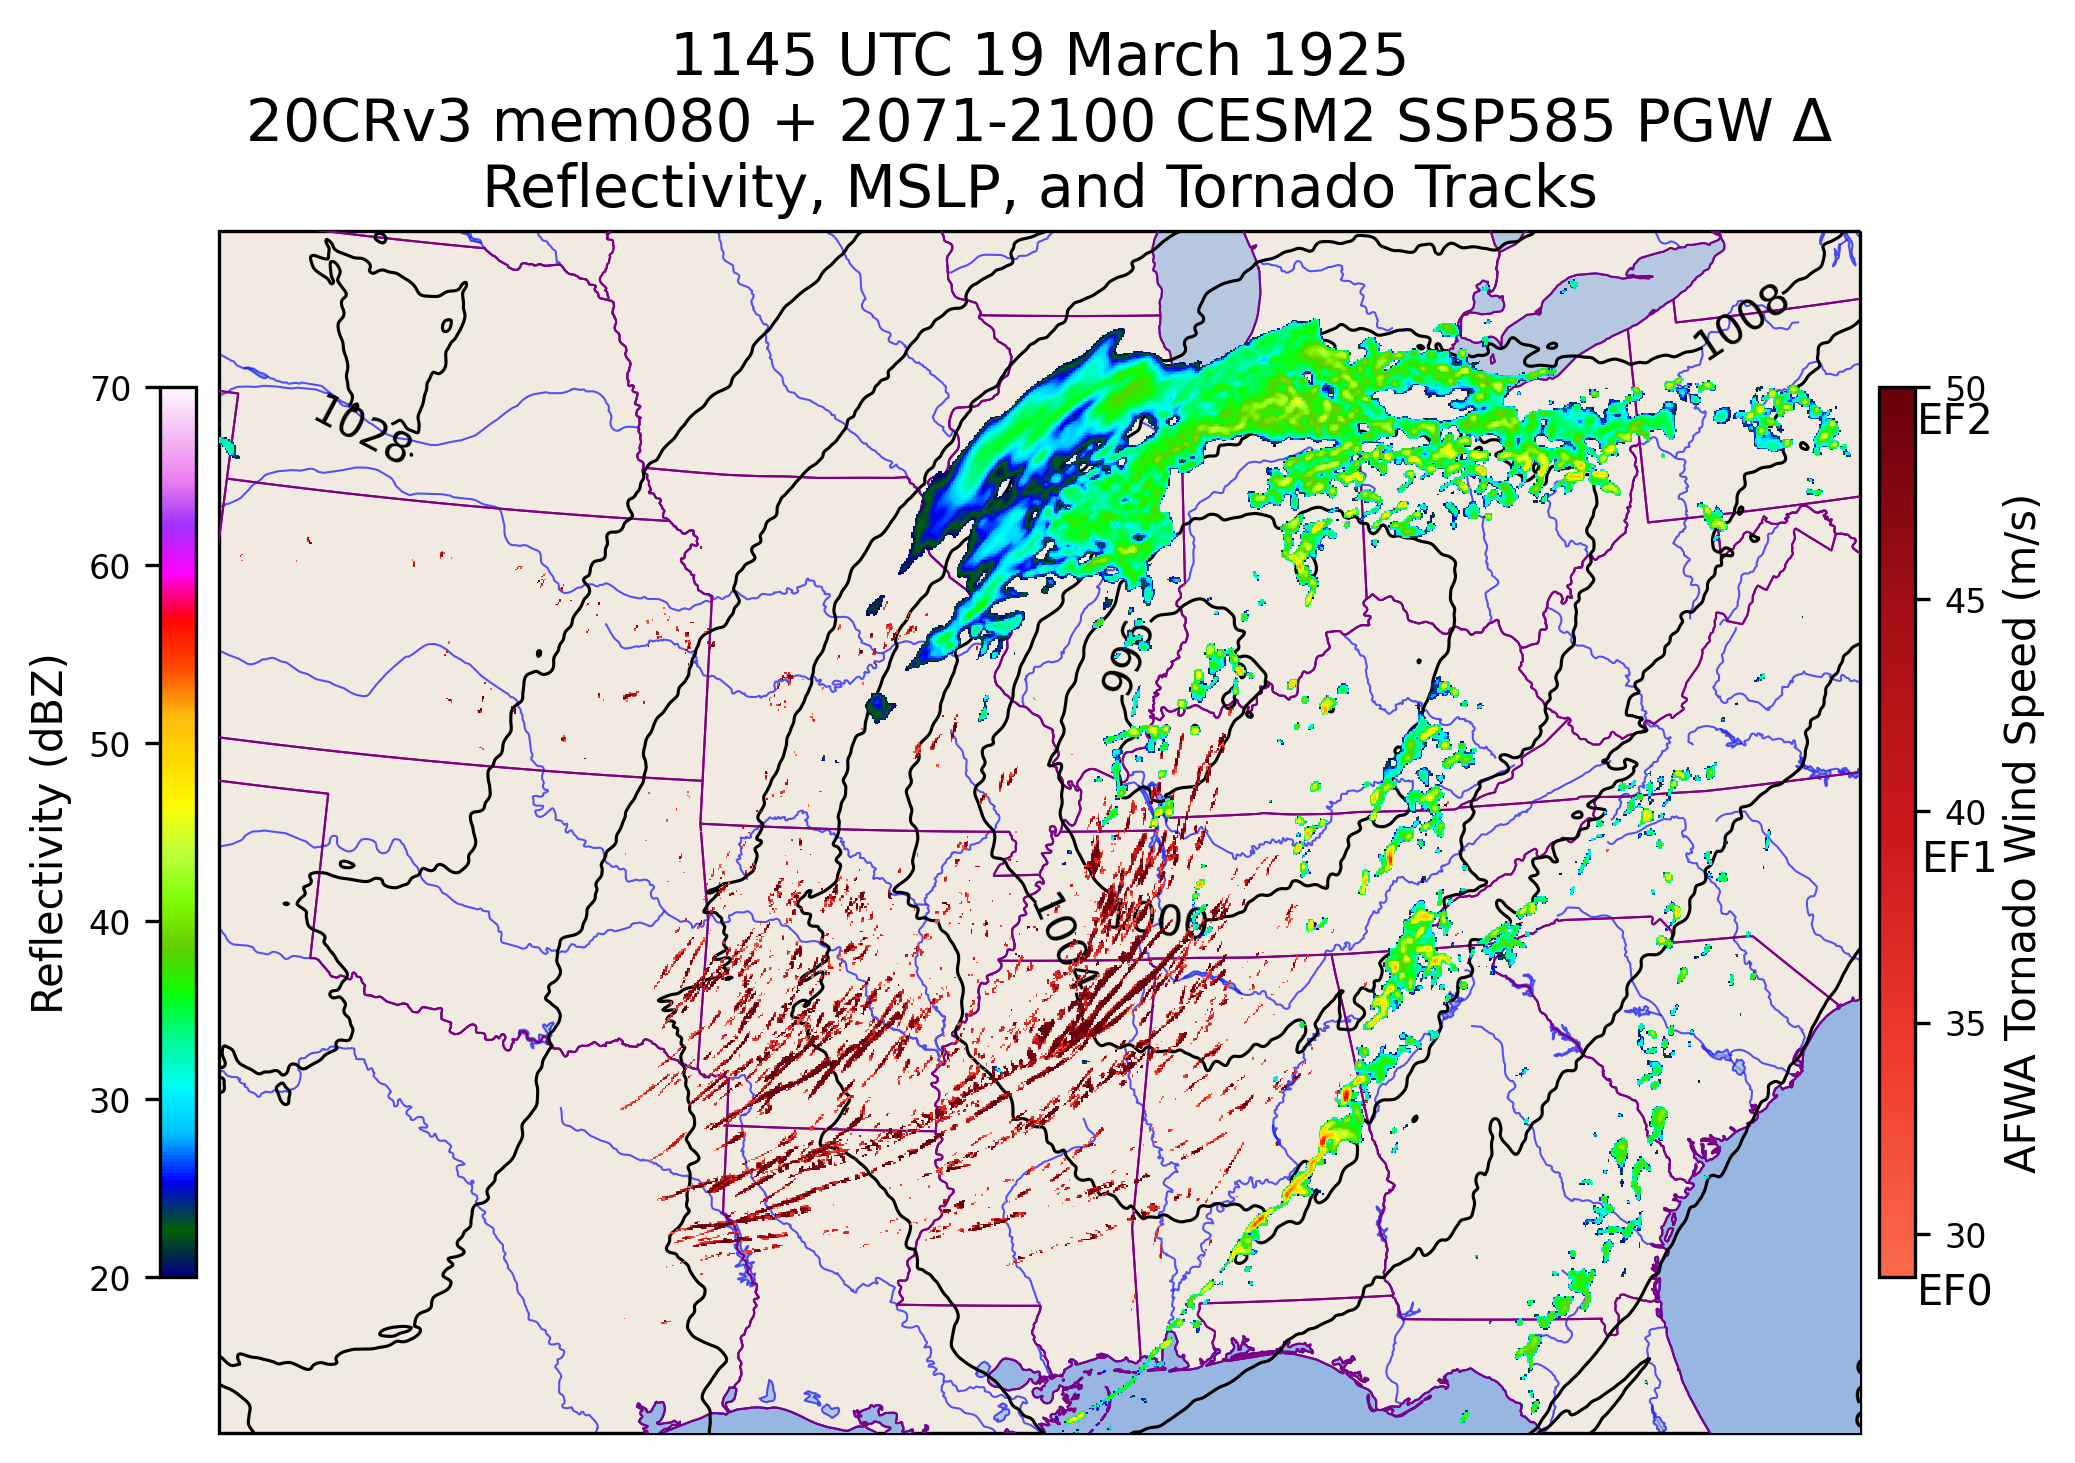 1145 UTC 19 March 1925
20CRv3 mem080 + 2071-2100 CESM2 SSP585 PGW Δ
Reflectivity, MSLP, and Tornado Tracks
Reflectivity (dBZ)
70
60
50
40
30
20
1028
1008
996
1000
1004
50
EF2
45
40
EF1
35
30
EF0
AFWA Tornado Wind Speed (m/s)